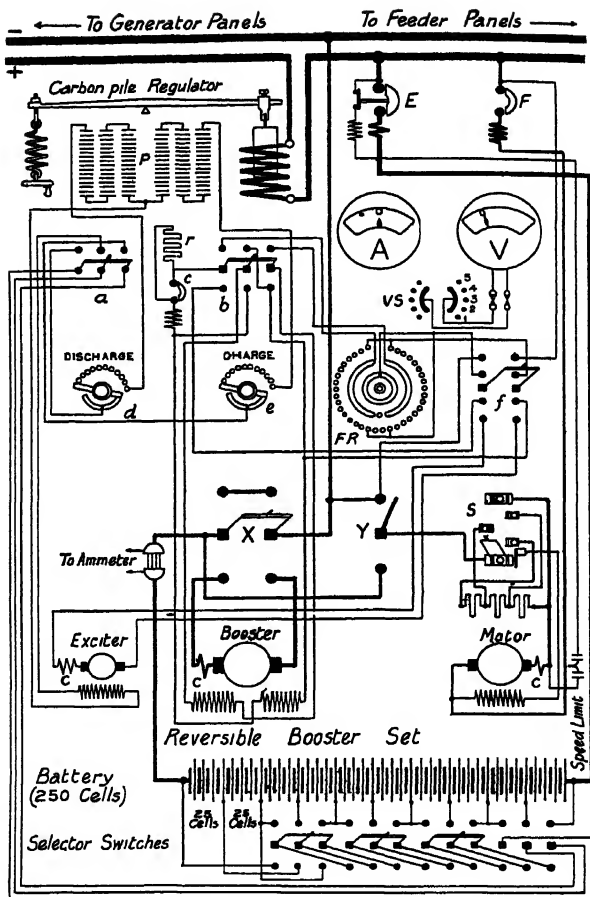 To Generator Panels
To Feeder Panels
−
+
Carbon pile Regulator
E
F
P
A
V
r
c
a
b
VS
5
4
3
2
1
DISCHARGE
CHARGE
d
e
FR
f
X
Y
S
To Ammeter
Exciter
Booster
Motor
C
C
C
Speed Limit
Reversible Booster Set
Battery
(250 Cells)
25 Cells
25 Cells
Selector Switches